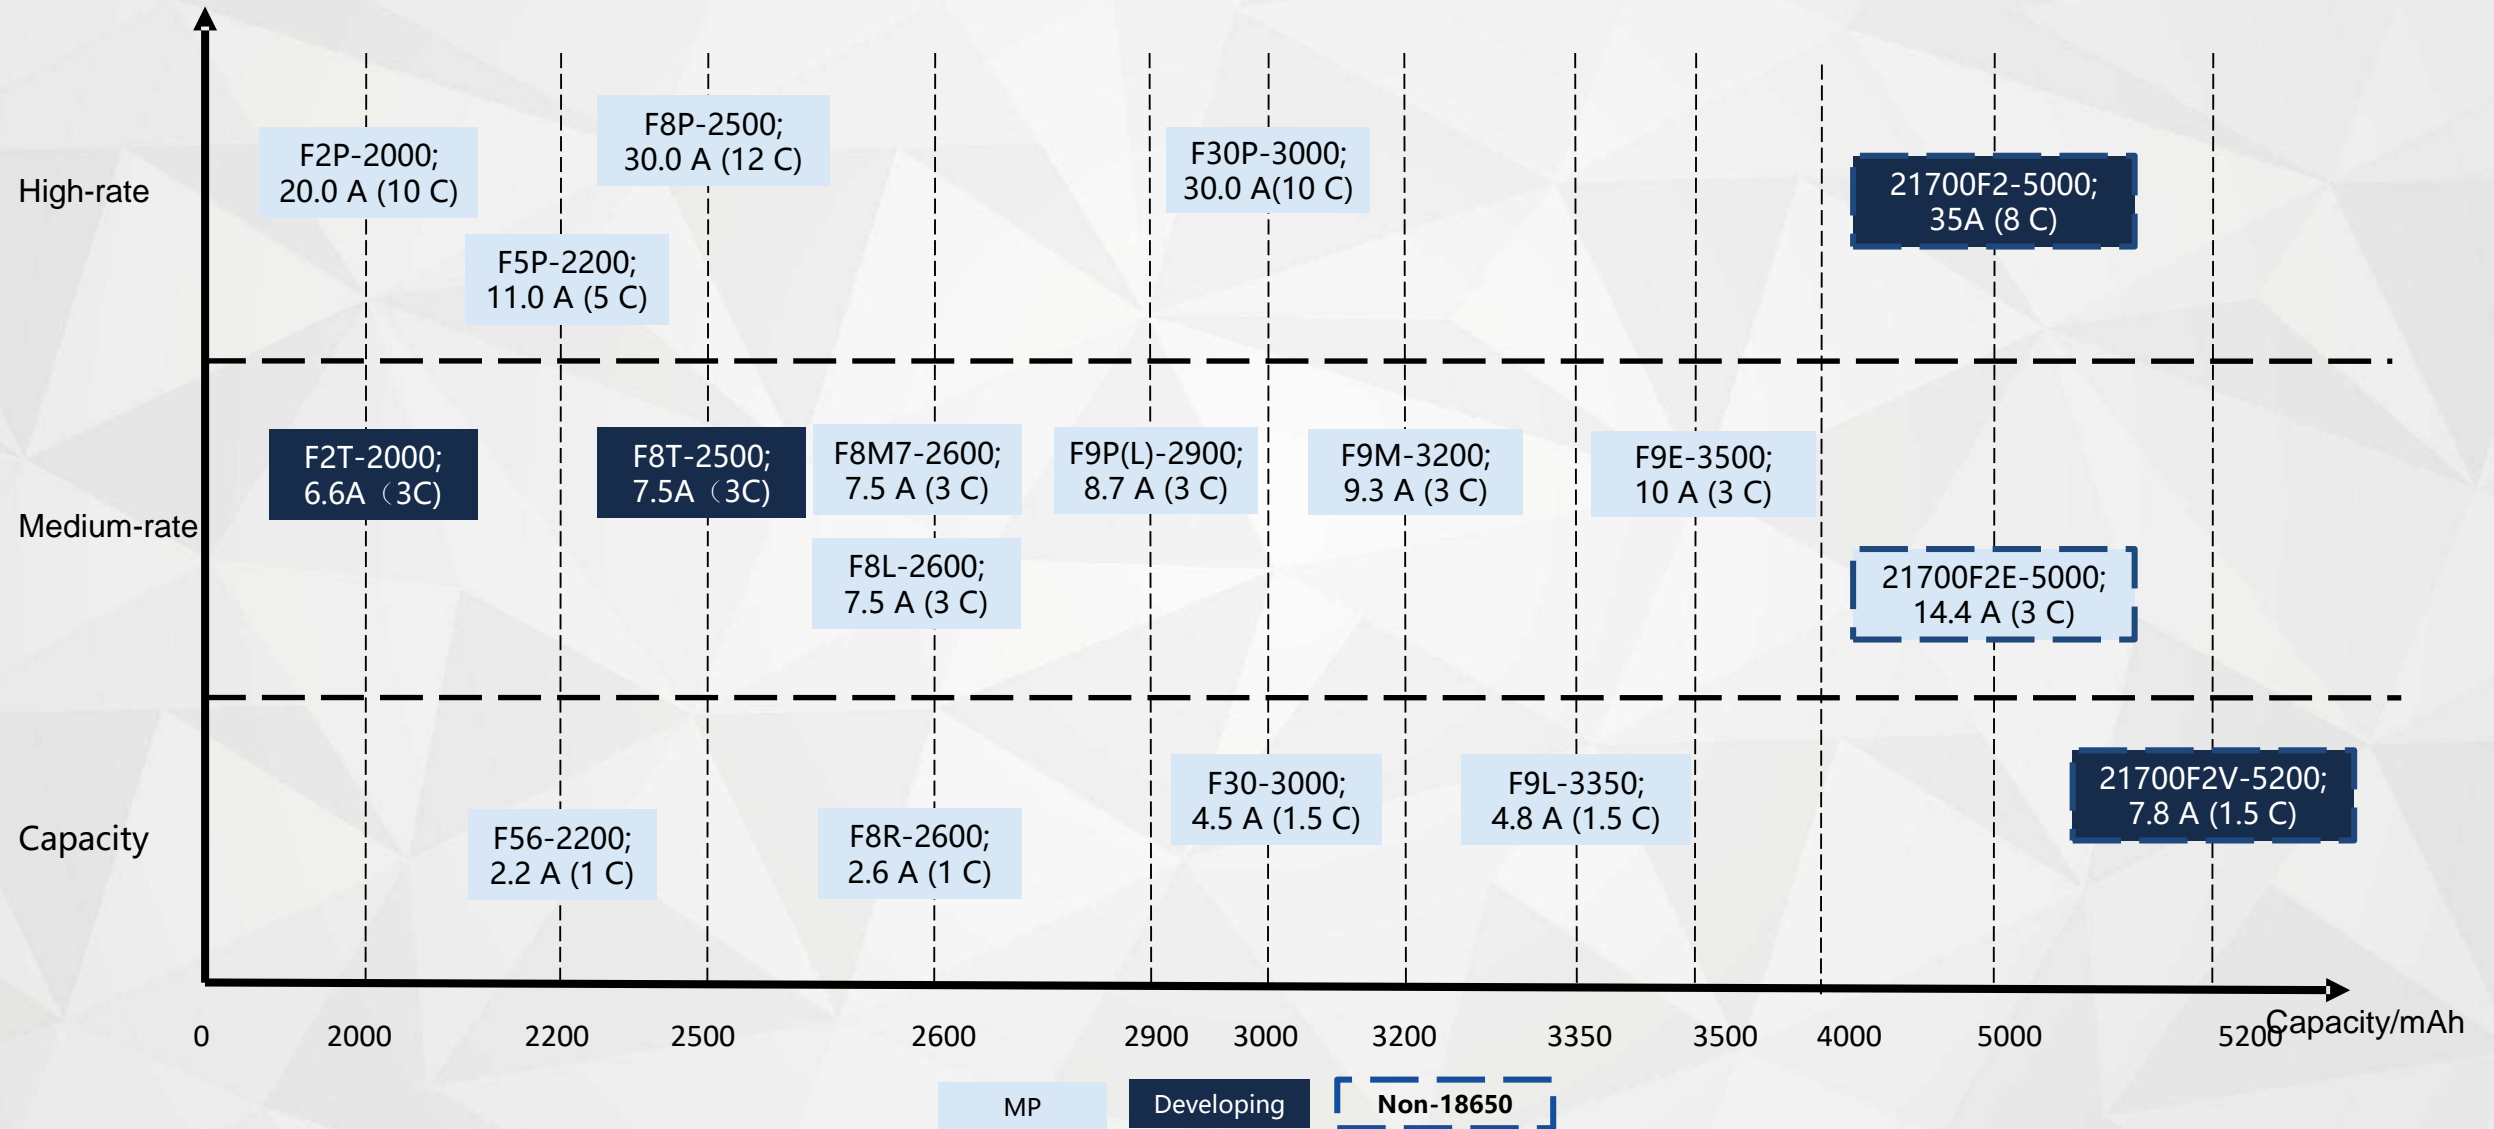 High-rate
F2P-2000;
20.0 A (10 C)
F8P-2500;
30.0 A (12 C)
F5P-2200;
11.0 A (5 C)
F30P-3000;
30.0 A(10 C)
21700F2-5000;
35A (8 C)
Medium-rate
F2T-2000;
6.6A（3C)
F8T-2500;
7.5A（3C)
F8M7-2600;
7.5 A (3 C)
F8L-2600;
7.5 A (3 C)
F9P(L)-2900;
8.7 A (3 C)
F9M-3200;
9.3 A (3 C)
F9E-3500;
10 A (3 C)
21700F2E-5000;
14.4 A (3 C)
Capacity
F56-2200;
2.2 A (1 C)
F8R-2600;
2.6 A (1 C)
F30-3000;
4.5 A (1.5 C)
F9L-3350;
4.8 A (1.5 C)
21700F2V-5200;
7.8 A (1.5 C)
0 2000 2200 2500 2600 2900 3000 3200 3350 3500 4000 5000 5200
Capacity/mAh
MP
Developing
Non-18650